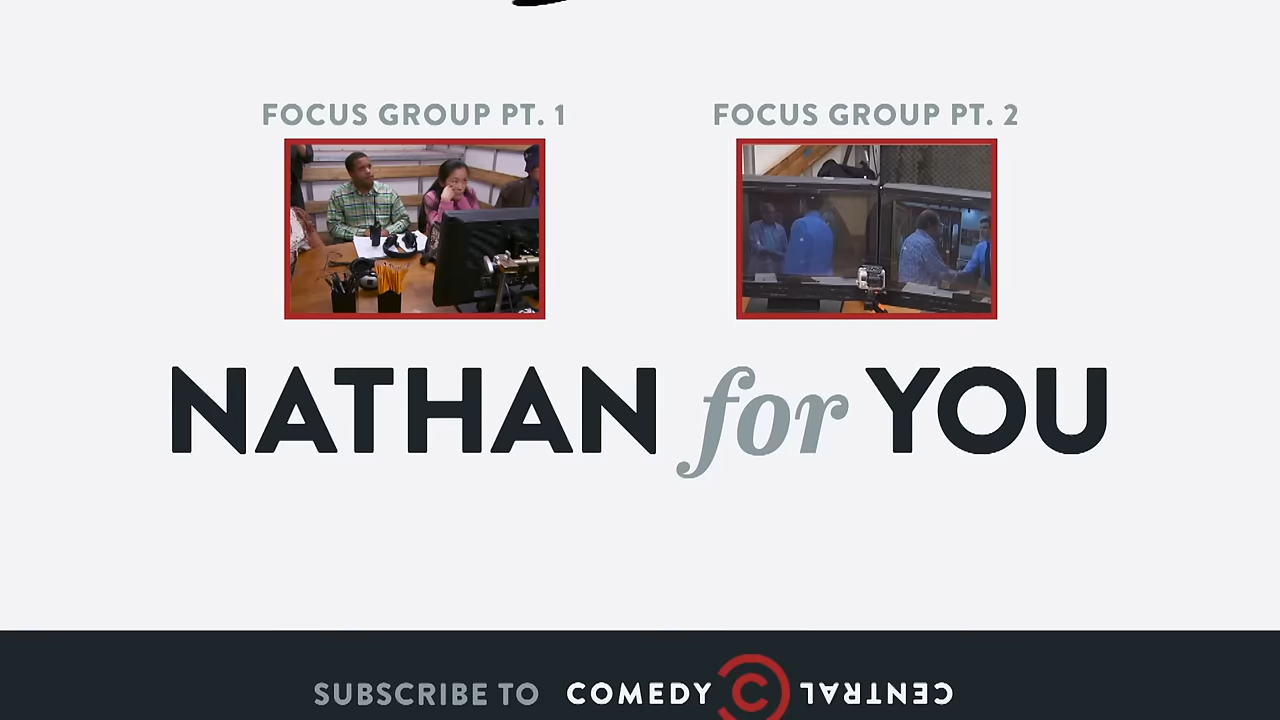 FOCUS GROUP PT. 1
FOCUS GROUP PT. 2
NATHAN for YOU
SUBSCRIBE TO COMEDY CENTRAL